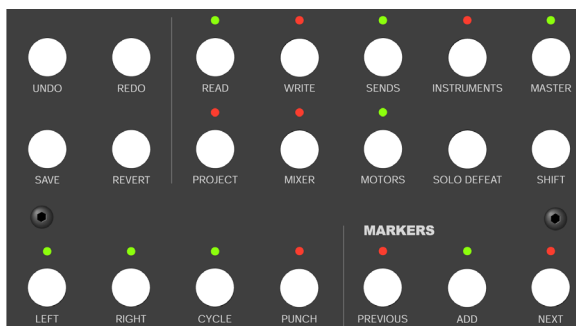 UNDO REDO READ WRITE SENDS INSTRUMENTS MASTER
SAVE REVERT PROJECT MIXER MOTORS SOLO DEFEAT SHIFT
MARKERS
LEFT RIGHT CYCLE PUNCH PREVIOUS ADD NEXT